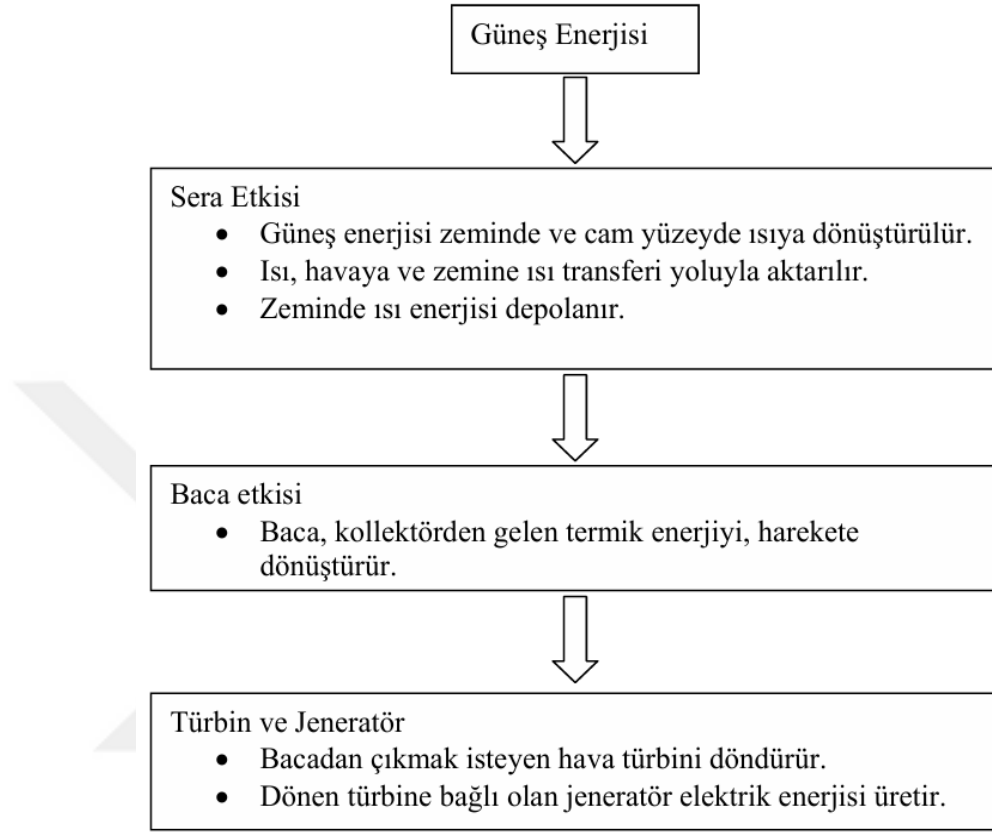 Güneş Enerjisi
Sera Etkisi
• Güneş enerjisi zeminde ve cam yüzeyde ısıya dönüştürülür.
• Isı, havaya ve zemine ısı transferi yoluyla aktarılır.
• Zeminde ısı enerjisi depolanır.
Baca etkisi
• Baca, kollektörden gelen termik enerjiyi, harekete
dönüştürür.
Türbin ve Jeneratör
• Bacadan çıkmak isteyen hava türbini döndürür.
• Dönen türbine bağlı olan jeneratör elektrik enerjisi üretir.